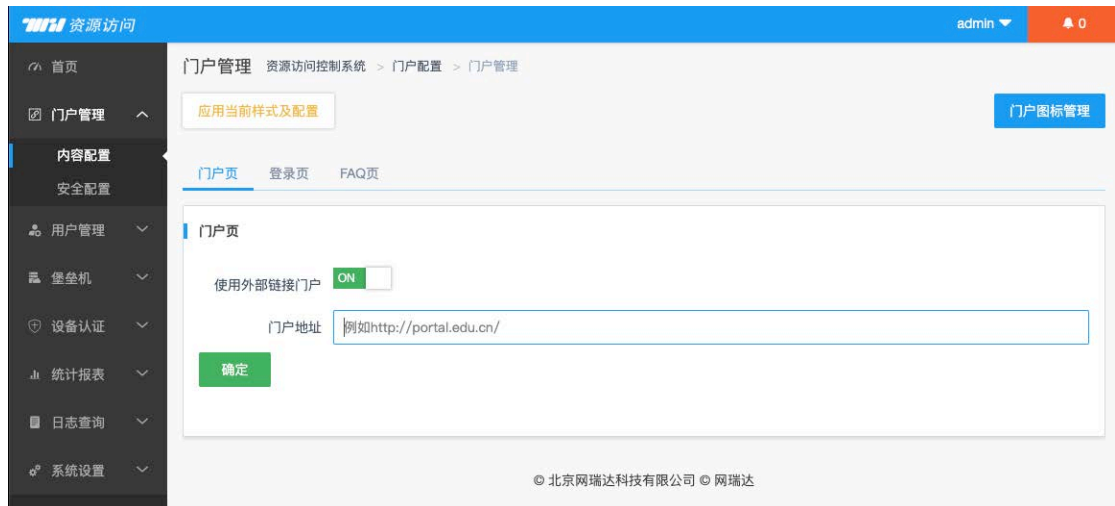 资源访问
admin
0
首页
门户管理
内容配置
安全配置
用户管理
堡垒机
设备认证
统计报表
日志查询
系统设置
门户管理 资源访问控制系统 > 门户配置 > 门户管理
应用当前样式及配置
门户图标管理
门户页 登录页 FAQ页
门户页
使用外部链接门户 ON
门户地址 例如http://portal.edu.cn/
确定
© 北京网瑞达科技有限公司 © 网瑞达